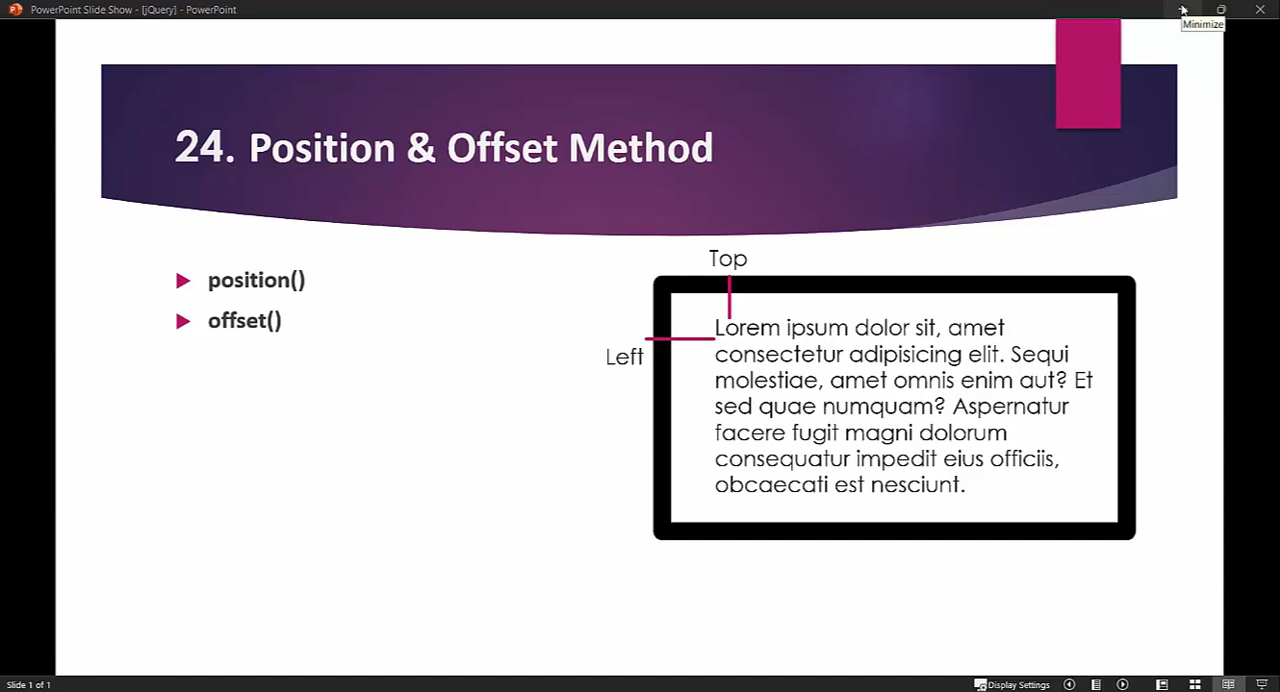 PowerPoint Slide Show - [jQuery] - PowerPoint
Minimize
24. Position & Offset Method
position()
offset()
Top
Left
Lorem ipsum dolor sit, amet
consectetur adipisicing elit. Sequi
molestiae, amet omnis enim aut? Et
sed quae numquam? Aspernatur
facere fugit magni dolorum
consequatur impedit eius officiis,
obcaecati est nesciunt.
Slide 1 of 1
Display Settings